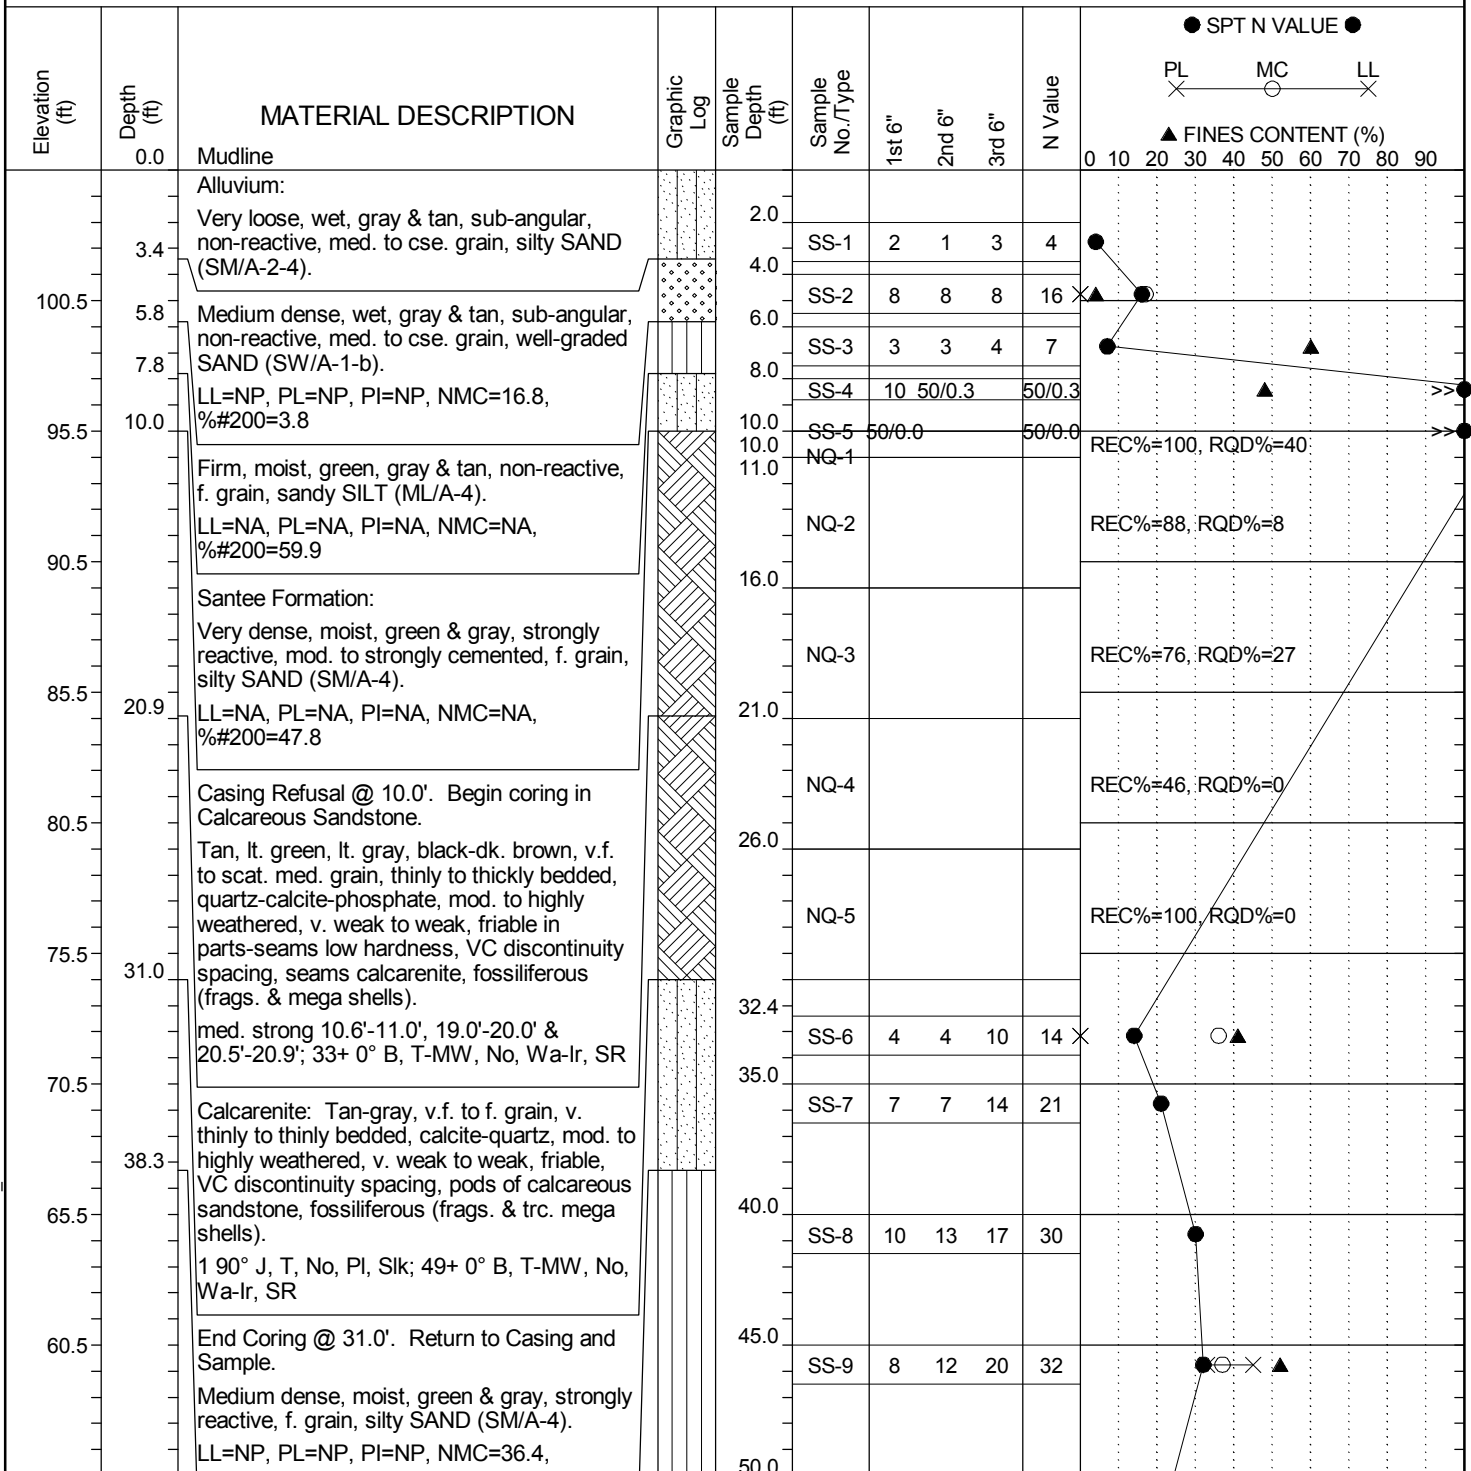 SPT N VALUE
PL MC LL
FINES CONTENT (%)
Elevation (ft)
Depth (ft)
MATERIAL DESCRIPTION
Graphic Log
Sample Depth (ft)
Sample No./Type
1st 6"
2nd 6"
3rd 6"
N Value
0 10 20 30 40 50 60 70 80 90
0.0 Mudline
Alluvium:
Very loose, wet, gray & tan, sub-angular,
non-reactive, med. to cse. grain, silty SAND
(SM/A-2-4).
Medium dense, wet, gray & tan, sub-angular,
non-reactive, med. to cse. grain, well-graded
SAND (SW/A-1-b).
LL=NP, PL=NP, PI=NP, NMC=16.8,
%#200=3.8
Firm, moist, green, gray & tan, non-reactive,
f. grain, sandy SILT (ML/A-4).
LL=NA, PL=NA, PI=NA, NMC=NA,
%#200=59.9
Santee Formation:
Very dense, moist, green & gray, strongly
reactive, mod. to strongly cemented, f. grain,
silty SAND (SM/A-4).
LL=NA, PL=NA, PI=NA, NMC=NA,
%#200=47.8
Casing Refusal @ 10.0'. Begin coring in
Calcareous Sandstone.
Tan, lt. green, lt. gray, black-dk. brown, v.f.
to scat. med. grain, thinly to thickly bedded,
quartz-calcite-phosphate, mod. to highly
weathered, v. weak to weak, friable in
parts-seams low hardness, VC discontinuity
spacing, seams calcarenite, fossiliferous
(frags. & mega shells).
med. strong 10.6'-11.0', 19.0'-20.0' &
20.5'-20.9'; 33+ 0° B, T-MW, No, Wa-Ir, SR
Calcarenite: Tan-gray, v.f. to f. grain, v.
thinly to thinly bedded, calcite-quartz, mod. to
highly weathered, v. weak to weak, friable,
VC discontinuity spacing, pods of calcareous
sandstone, fossiliferous (frags. & trc. mega
shells).
1 90° J, T, No, Pl, Slk; 49+ 0° B, T-MW, No,
Wa-Ir, SR
End Coring @ 31.0'. Return to Casing and
Sample.
Medium dense, moist, green & gray, strongly
reactive, f. grain, silty SAND (SM/A-4).
LL=NP, PL=NP, PI=NP, NMC=36.4,
100.5
95.5
90.5
85.5
80.5
75.5
70.5
65.5
60.5
3.4
5.8
7.8
10.0
20.9
31.0
38.3
2.0
SS-1 2 1 3 4
4.0
SS-2 8 8 8 16
6.0
SS-3 3 3 4 7
8.0
SS-4 10 50/0.3 50/0.3 >>
10.0
SS-5 50/0.0 50/0.0 >>
10.0
NQ-1 REC%=100, RQD%=40
11.0
NQ-2 REC%=88, RQD%=8
16.0
NQ-3 REC%=76, RQD%=27
21.0
NQ-4 REC%=46, RQD%=0
26.0
NQ-5 REC%=100, RQD%=0
32.4
SS-6 4 4 10 14
35.0
SS-7 7 7 14 21
40.0
SS-8 10 13 17 30
45.0
SS-9 8 12 20 32
50.0